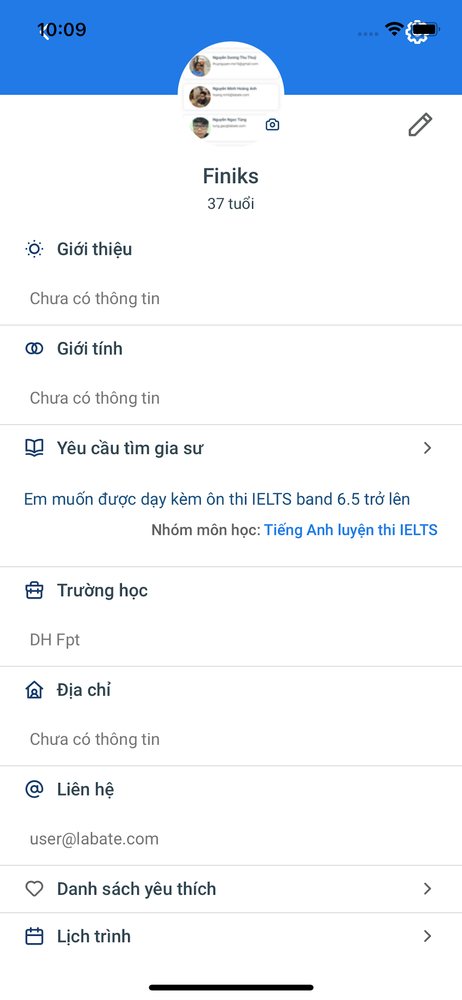 10:09
Nguyễn Dương Thu Thuỷ
thuynguyen.me16@gmail.com
Nguyễn Minh Hoàng Anh
hoang.nmh@labate.com
Nguyễn Ngọc Tùng
tung.gao@labate.com
Finiks
37 tuổi
Giới thiệu
Chưa có thông tin
Giới tính
Chưa có thông tin
Yêu cầu tìm gia sư
Em muốn được dạy kèm ôn thi IELTS band 6.5 trở lên
Nhóm môn học: Tiếng Anh luyện thi IELTS
Trường học
DH Fpt
Địa chỉ
Chưa có thông tin
Liên hệ
user@labate.com
Danh sách yêu thích
Lịch trình